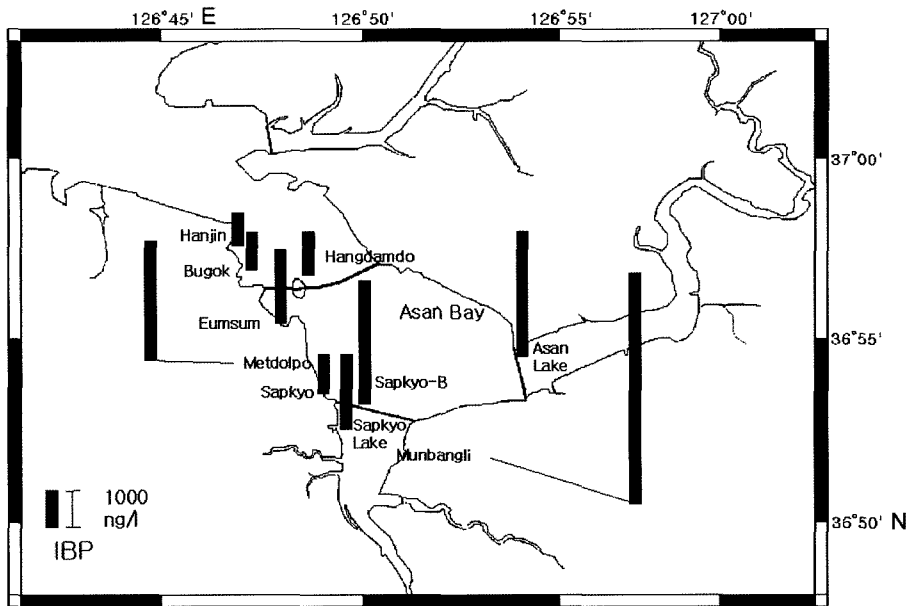 126°45' E 126°50' 126°55' 127°00'
37°00'
Hanjin
Hangdamdo
Bugok
Asan Bay
Eumsum
36°55'
Asan
Lake
Metdolpo
Sapkyo-B
Sapkyo
Sapkyo
Lake
Munbangli
1000
ng/l
36°50' N
IBP